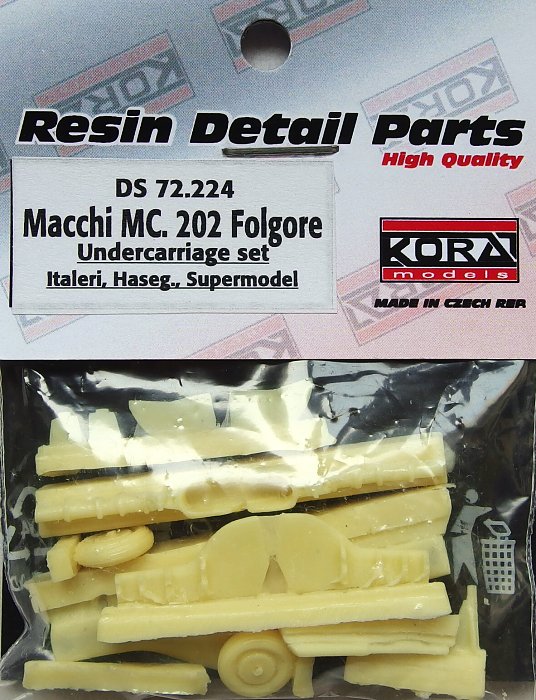 Resin Detail Parts
High Quality
DS 72.224
Macchi MC. 202 Folgore
Undercarriage set
Italeri, Haseg., Supermodel
KORA
models
MADE IN CZECH REP.